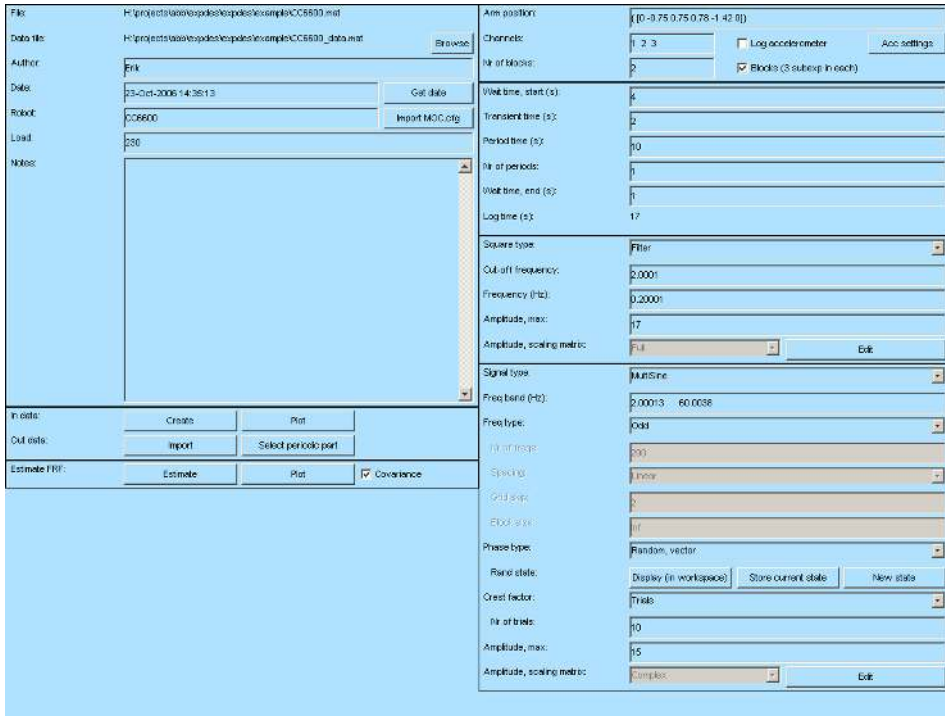 File: H:\projects\abb\expdes\expdes\example\CC6600.mat
Data file: H:\projects\abb\expdes\expdes\example\CC6600_data.mat Browse
Author: Erik
Date: 23-Oct-2006 14:35:13 Get date
Robot: CC6600 Import MOC.cfg
Load: 230
Notes:
In data: Create Plot
Out data: Import Select periodic part
Estimate FRF: Estimate Plot Covariance
Arm position: {[0 -0.75 0.75 0.78 -1.42 0]}
Channels: 1 2 3 Log accelerometer Acc settings
Nr of blocks: 2 Blocks (3 subexp in each)
Wait time, start (s): 4
Transient time (s): 2
Period time (s): 10
Nr of periods: 1
Wait time, end (s): 1
Log time (s): 17
Square type: Filter
Cut-off frequency: 2.0001
Frequency (Hz): 0.20001
Amplitude, max: 17
Amplitude, scaling matrix: Full Edit
Signal type: MultiSine
Freq band (Hz): 2.00013 60.0038
Freq type: Odd
Nr of freqs: 200
Spacing: Linear
Grid exp: 2
Block size: Inf
Phase type: Random, vector
Rand state: Display (in workspace) Store current state New state
Crest factor: Trials
Nr of trials: 10
Amplitude, max: 15
Amplitude, scaling matrix: Complex Edit